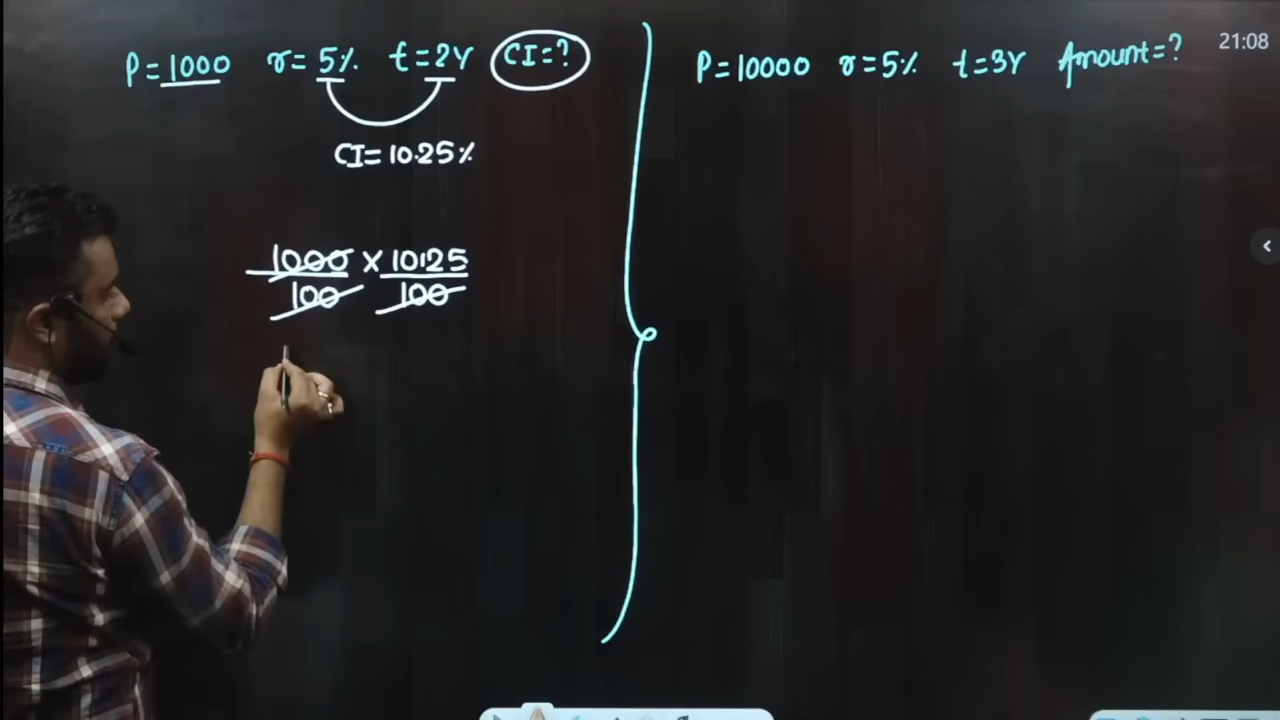 P=1000 r=5% t=2Y CI=?
CI=10.25%
1000 × 1025
100 100
P=10000 r=5% t=3Y Amount=?
21:08